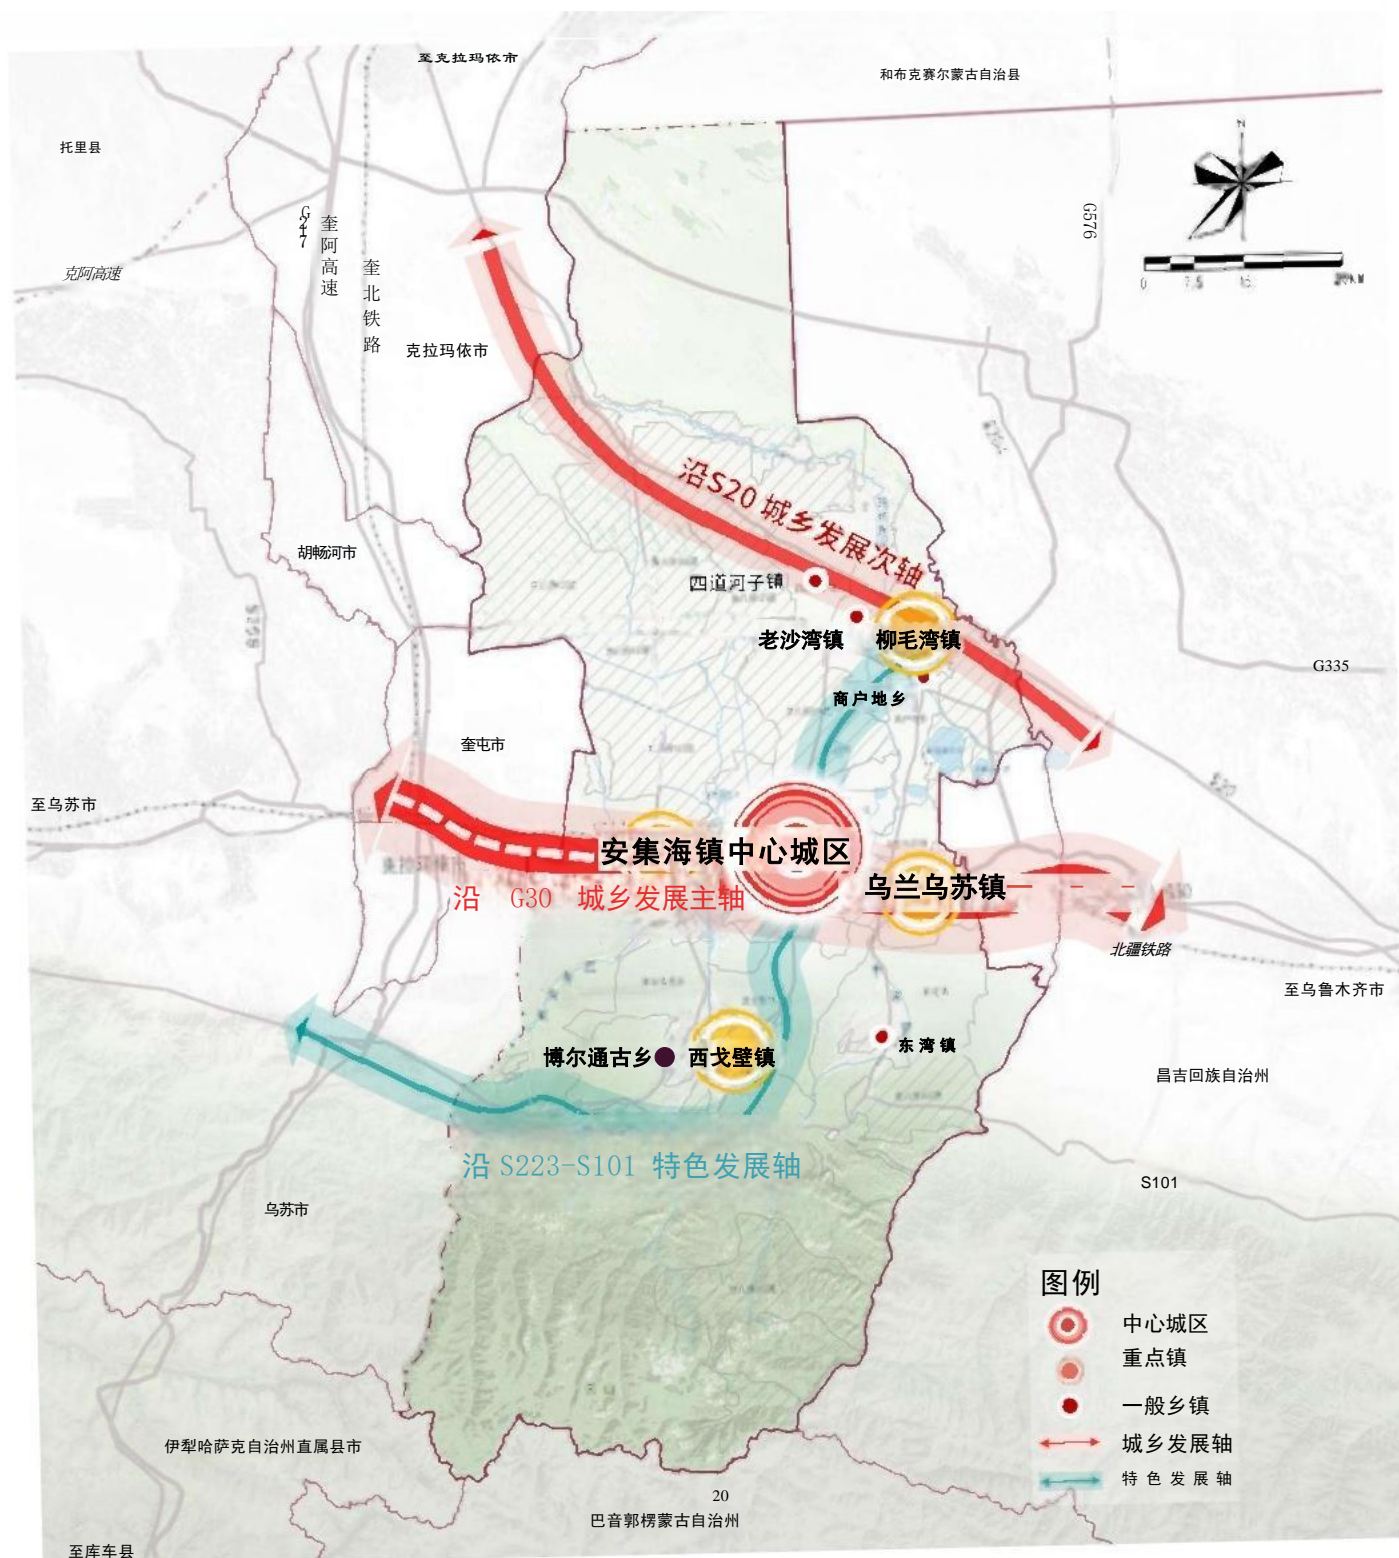 至克拉玛依市
和布克赛尔蒙古自治县
托里县
N
G217
奎阿高速
G576
克阿高速
奎北铁路
0 7.5 15 30KM
克拉玛依市
沿S20 城乡发展次轴
胡畅河市
四道河子镇
老沙湾镇
柳毛湾镇
G335
商户地乡
奎屯市
S20
至乌苏市
安集海镇中心城区
乌兰乌苏镇
沿 G30 城乡发展主轴
北疆铁路
至乌鲁木齐市
博尔通古乡
西戈壁镇
东湾镇
昌吉回族自治州
沿 S223-S101 特色发展轴
S101
乌苏市
图例
中心城区
重点镇
一般乡镇
城乡发展轴
特色发展轴
伊犁哈萨克自治州直属县市
20
巴音郭楞蒙古自治州
至库车县